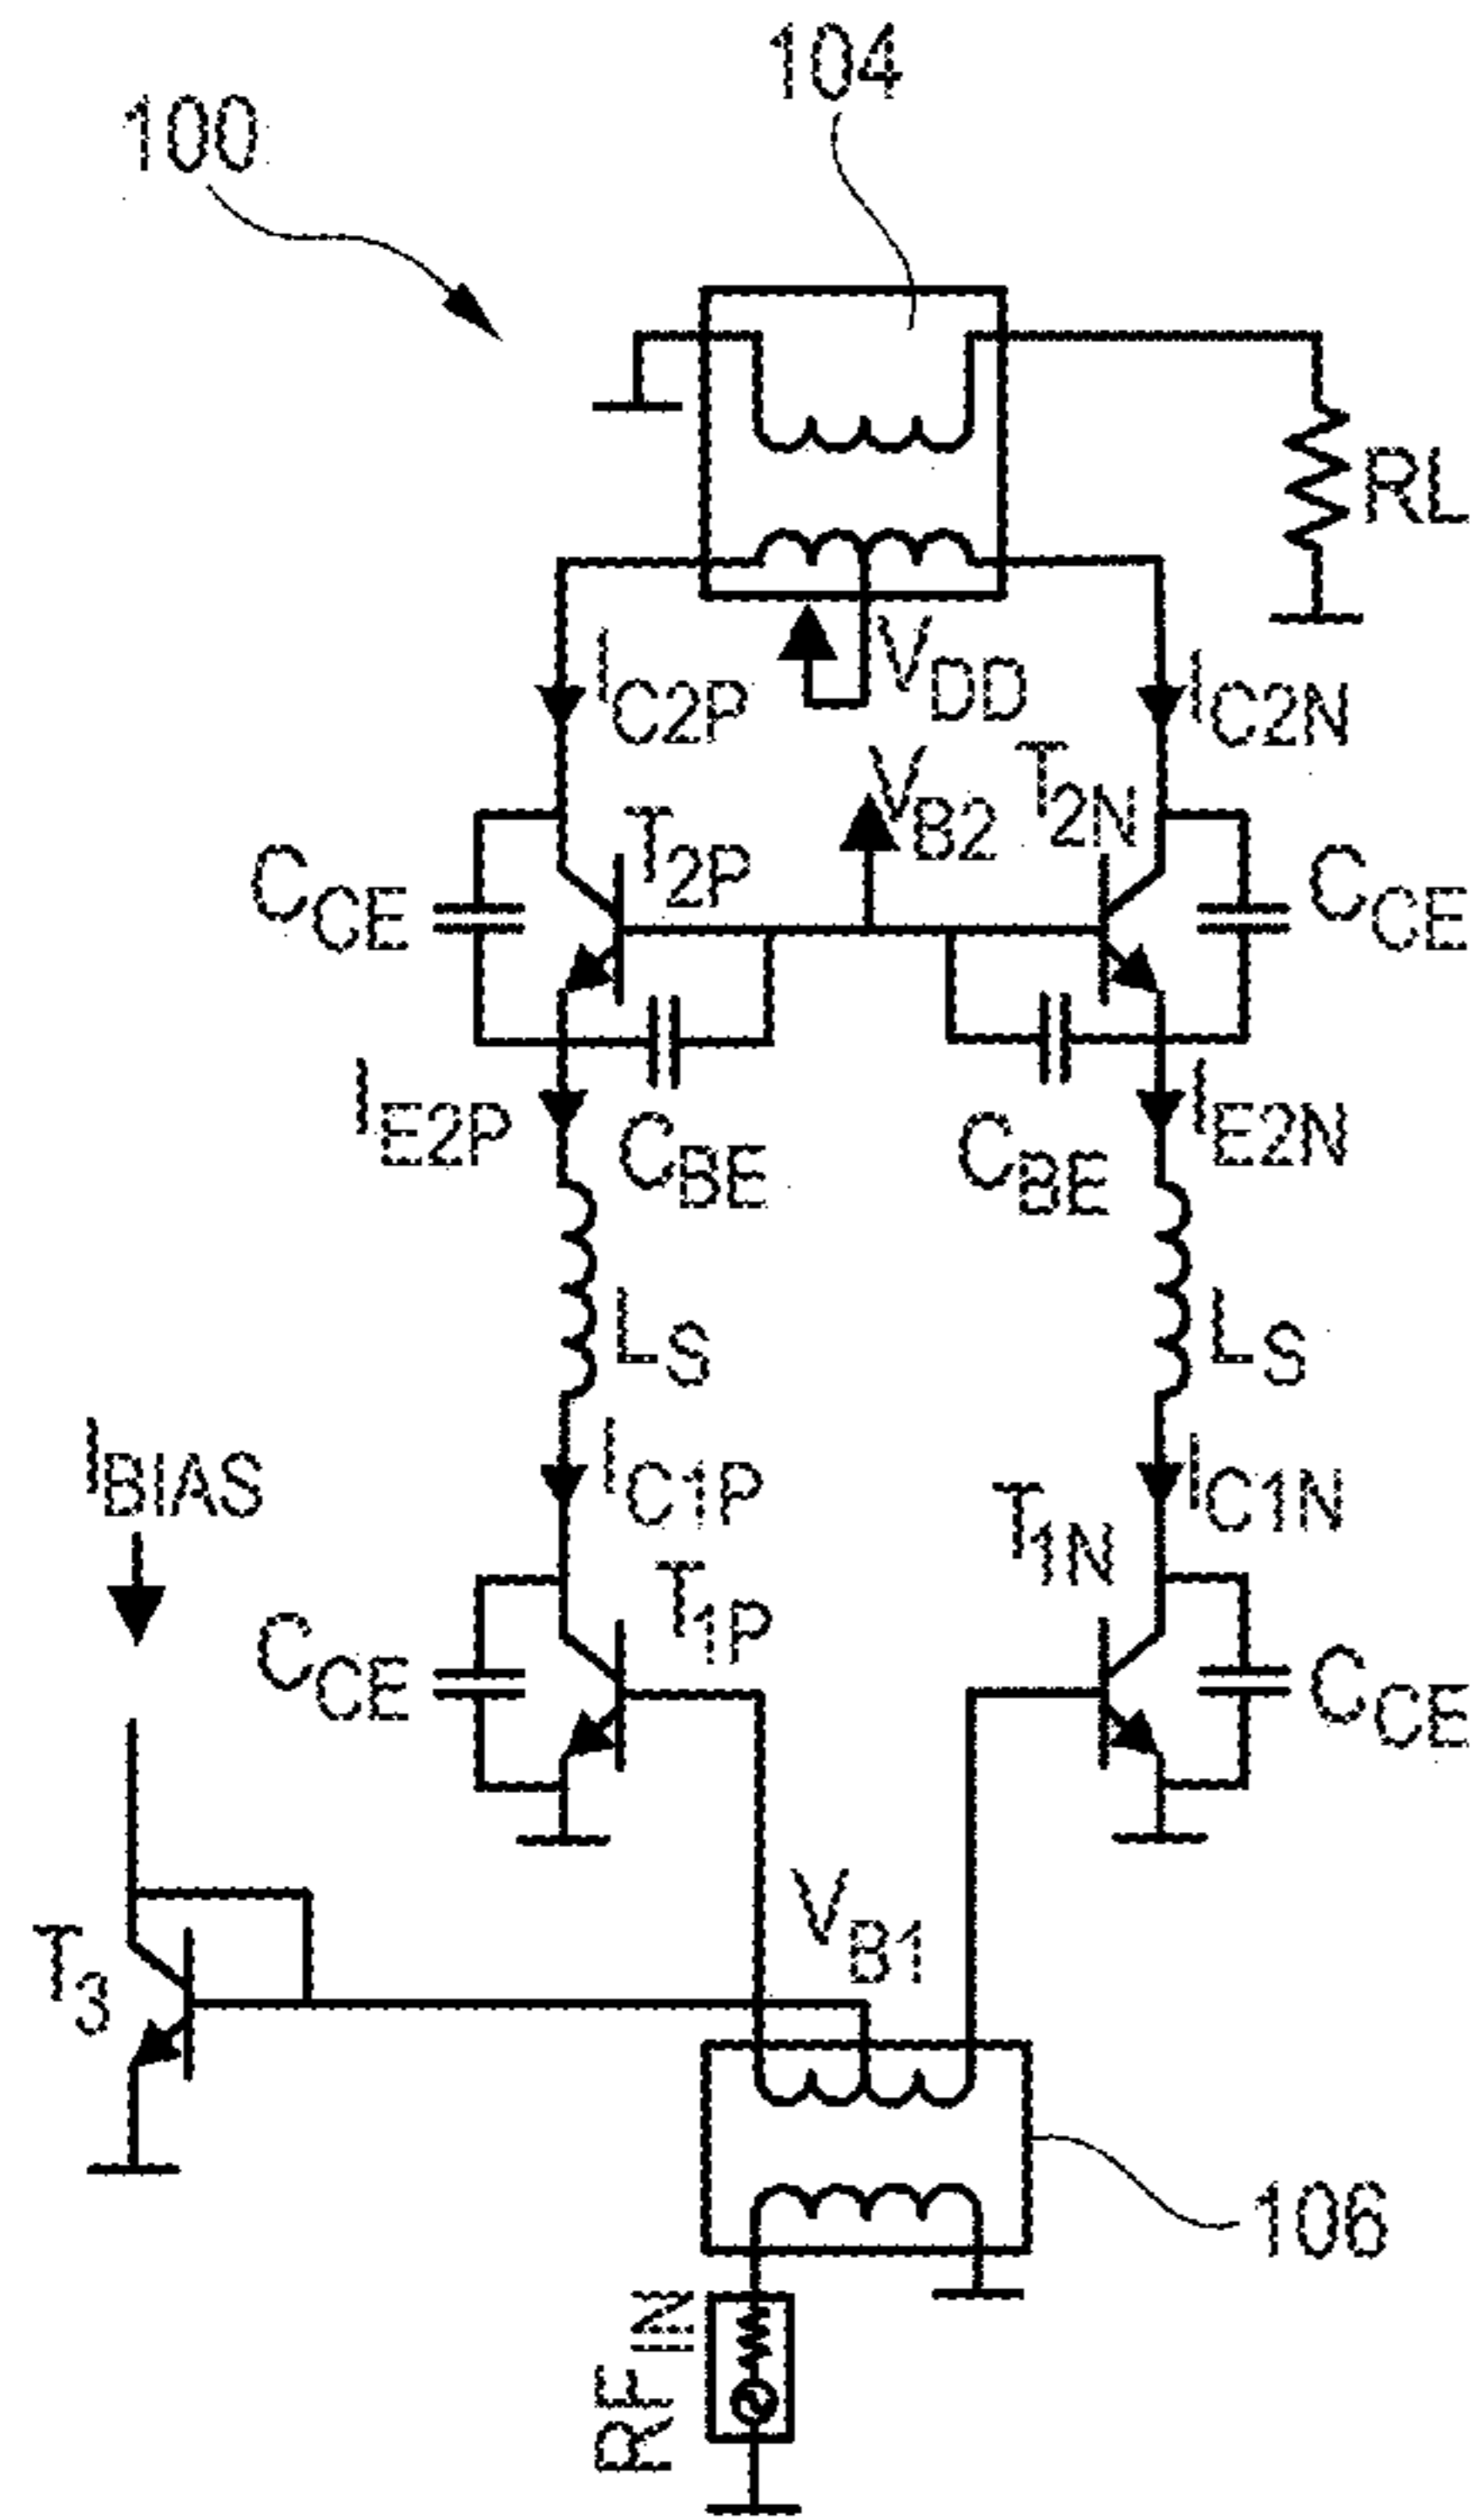 104
100
RL
IC2P
VDD
IC2N
VB2
T2N
T2P
CCE
CCE
IE2P
CBE
CBE
IE2N
LS
LS
IBIAS
IC1P
IC1N
T1N
T1P
CCE
CCE
VB1
T3
106
RFIN